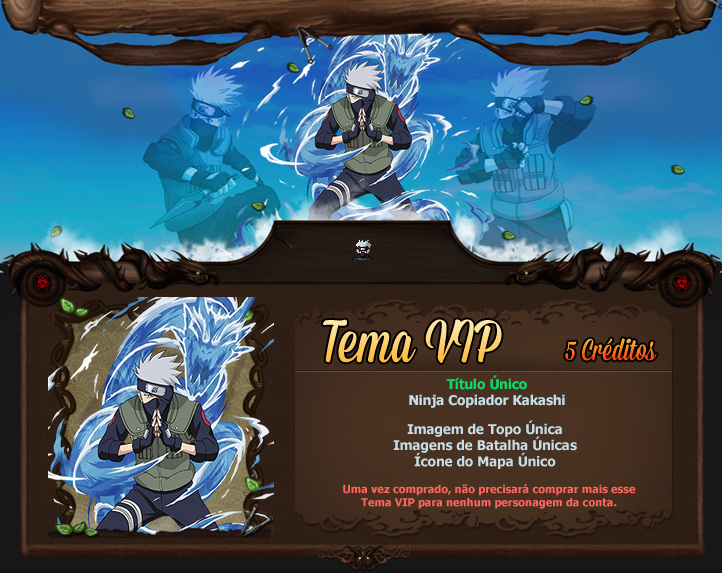 Tema VIP
5 Créditos
Título Único
Ninja Copiador Kakashi
Imagem de Topo Única
Imagens de Batalha Únicas
Ícone do Mapa Único
Uma vez comprado, não precisará comprar mais esse
Tema VIP para nenhum personagem da conta.